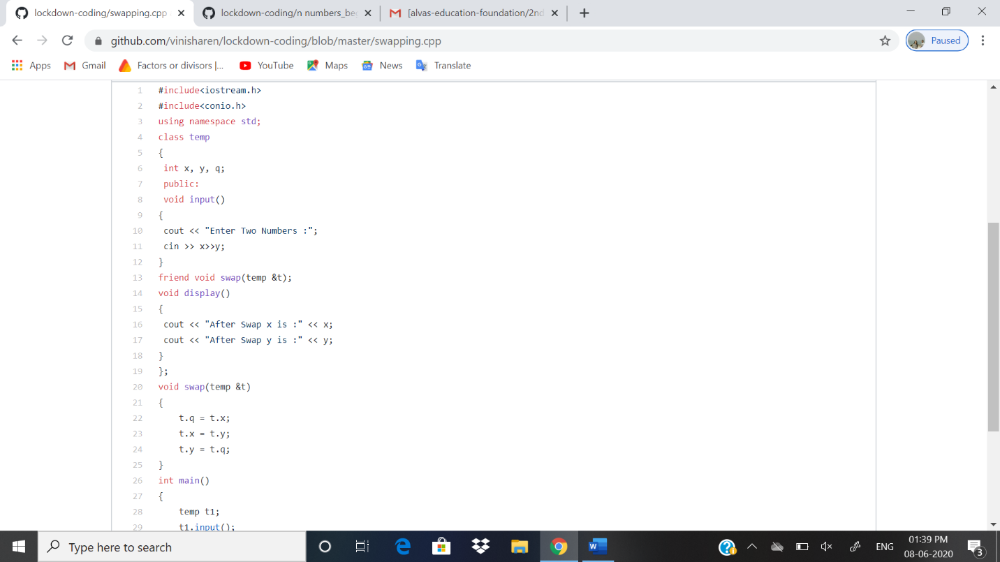 lockdown-coding/swapping.cpp
lockdown-coding/n numbers_be
[alvas-education-foundation/2nd
github.com/vinisharen/lockdown-coding/blob/master/swapping.cpp
Paused
Apps
Gmail
Factors or divisors |...
YouTube
Maps
News
Translate
1 #include<iostream.h>
2 #include<conio.h>
3 using namespace std;
4 class temp
5 {
6 int x, y, q;
7 public:
8 void input()
9 {
10 cout << "Enter Two Numbers :";
11 cin >> x>>y;
12 }
13 friend void swap(temp &t);
14 void display()
15 {
16 cout << "After Swap x is :" << x;
17 cout << "After Swap y is :" << y;
18 }
19 };
20 void swap(temp &t)
21 {
22 t.q = t.x;
23 t.x = t.y;
24 t.y = t.q;
25 }
26 int main()
27 {
28 temp t1;
29 t1.input();
Type here to search
ENG
01:39 PM
08-06-2020
3